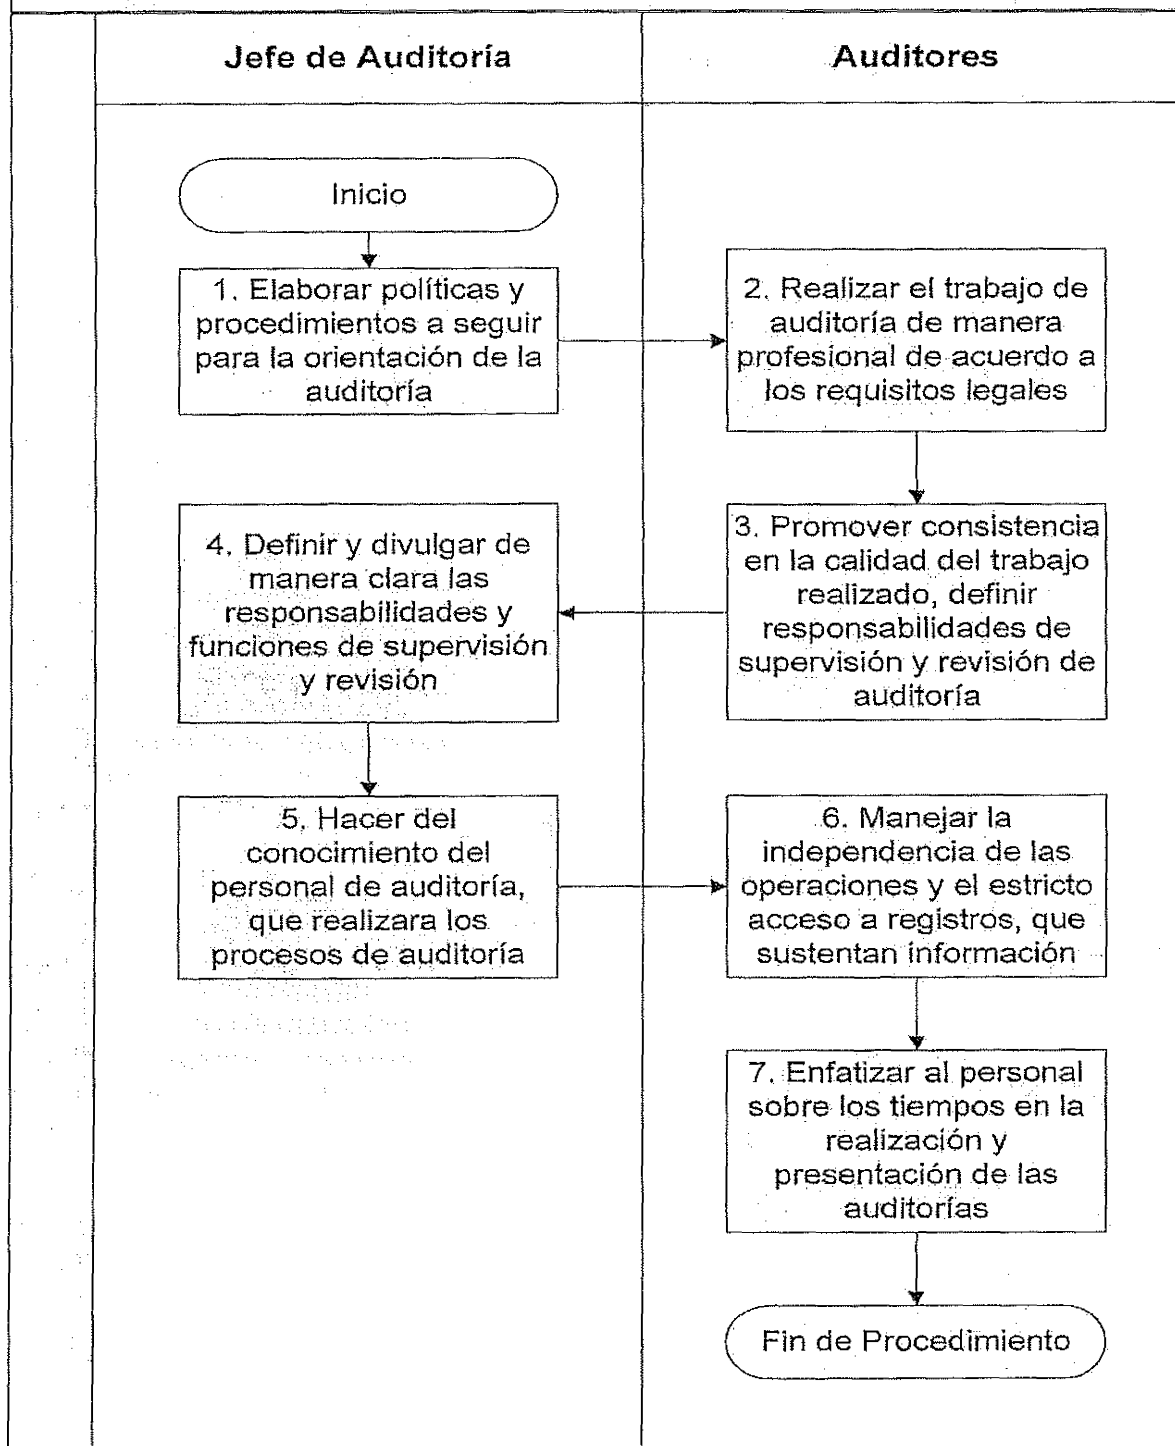 Jefe de Auditoría
Auditores
Inicio
1. Elaborar políticas y
procedimientos a seguir
para la orientación de la
auditoría
2. Realizar el trabajo de
auditoría de manera
profesional de acuerdo a
los requisitos legales
3. Promover consistencia
en la calidad del trabajo
realizado, definir
responsabilidades de
supervisión y revisión de
auditoría
4. Definir y divulgar de
manera clara las
responsabilidades y
funciones de supervisión
y revisión
5. Hacer del
conocimiento del
personal de auditoría,
que realizara los
procesos de auditoría
6. Manejar la
independencia de las
operaciones y el estricto
acceso a registros, que
sustentan información
7. Enfatizar al personal
sobre los tiempos en la
realización y
presentación de las
auditorías
Fin de Procedimiento